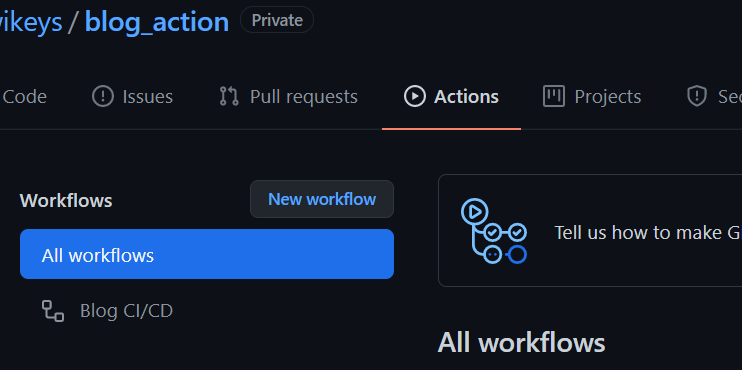 vikeys / blog_action Private
Code Issues Pull requests Actions Projects
Workflows New workflow
All workflows
Blog CI/CD
Tell us how to make G
All workflows